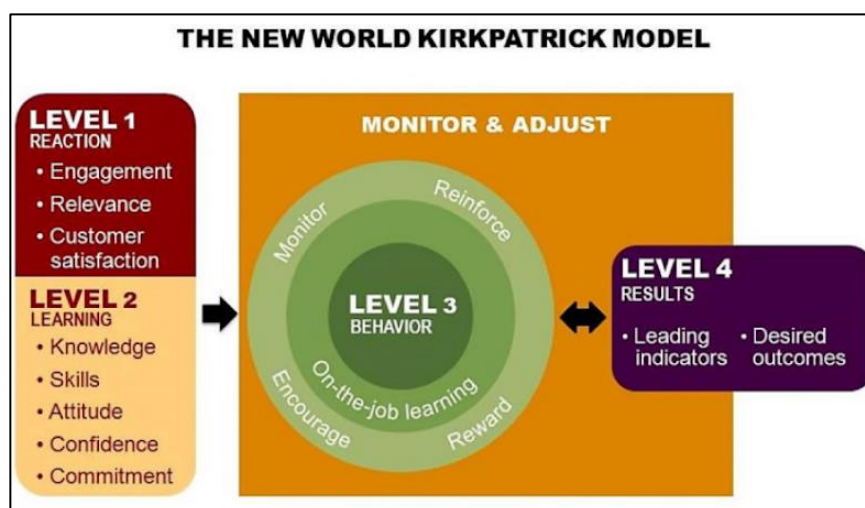 THE NEW WORLD KIRKPATRICK MODEL
LEVEL 1
REACTION
• Engagement
• Relevance
• Customer
satisfaction
LEVEL 2
LEARNING
• Knowledge
• Skills
• Attitude
• Confidence
• Commitment
MONITOR & ADJUST
Monitor
Reinforce
LEVEL 3
BEHAVIOR
On-the-job learning
Encourage
Reward
LEVEL 4
RESULTS
• Leading
indicators
• Desired
outcomes